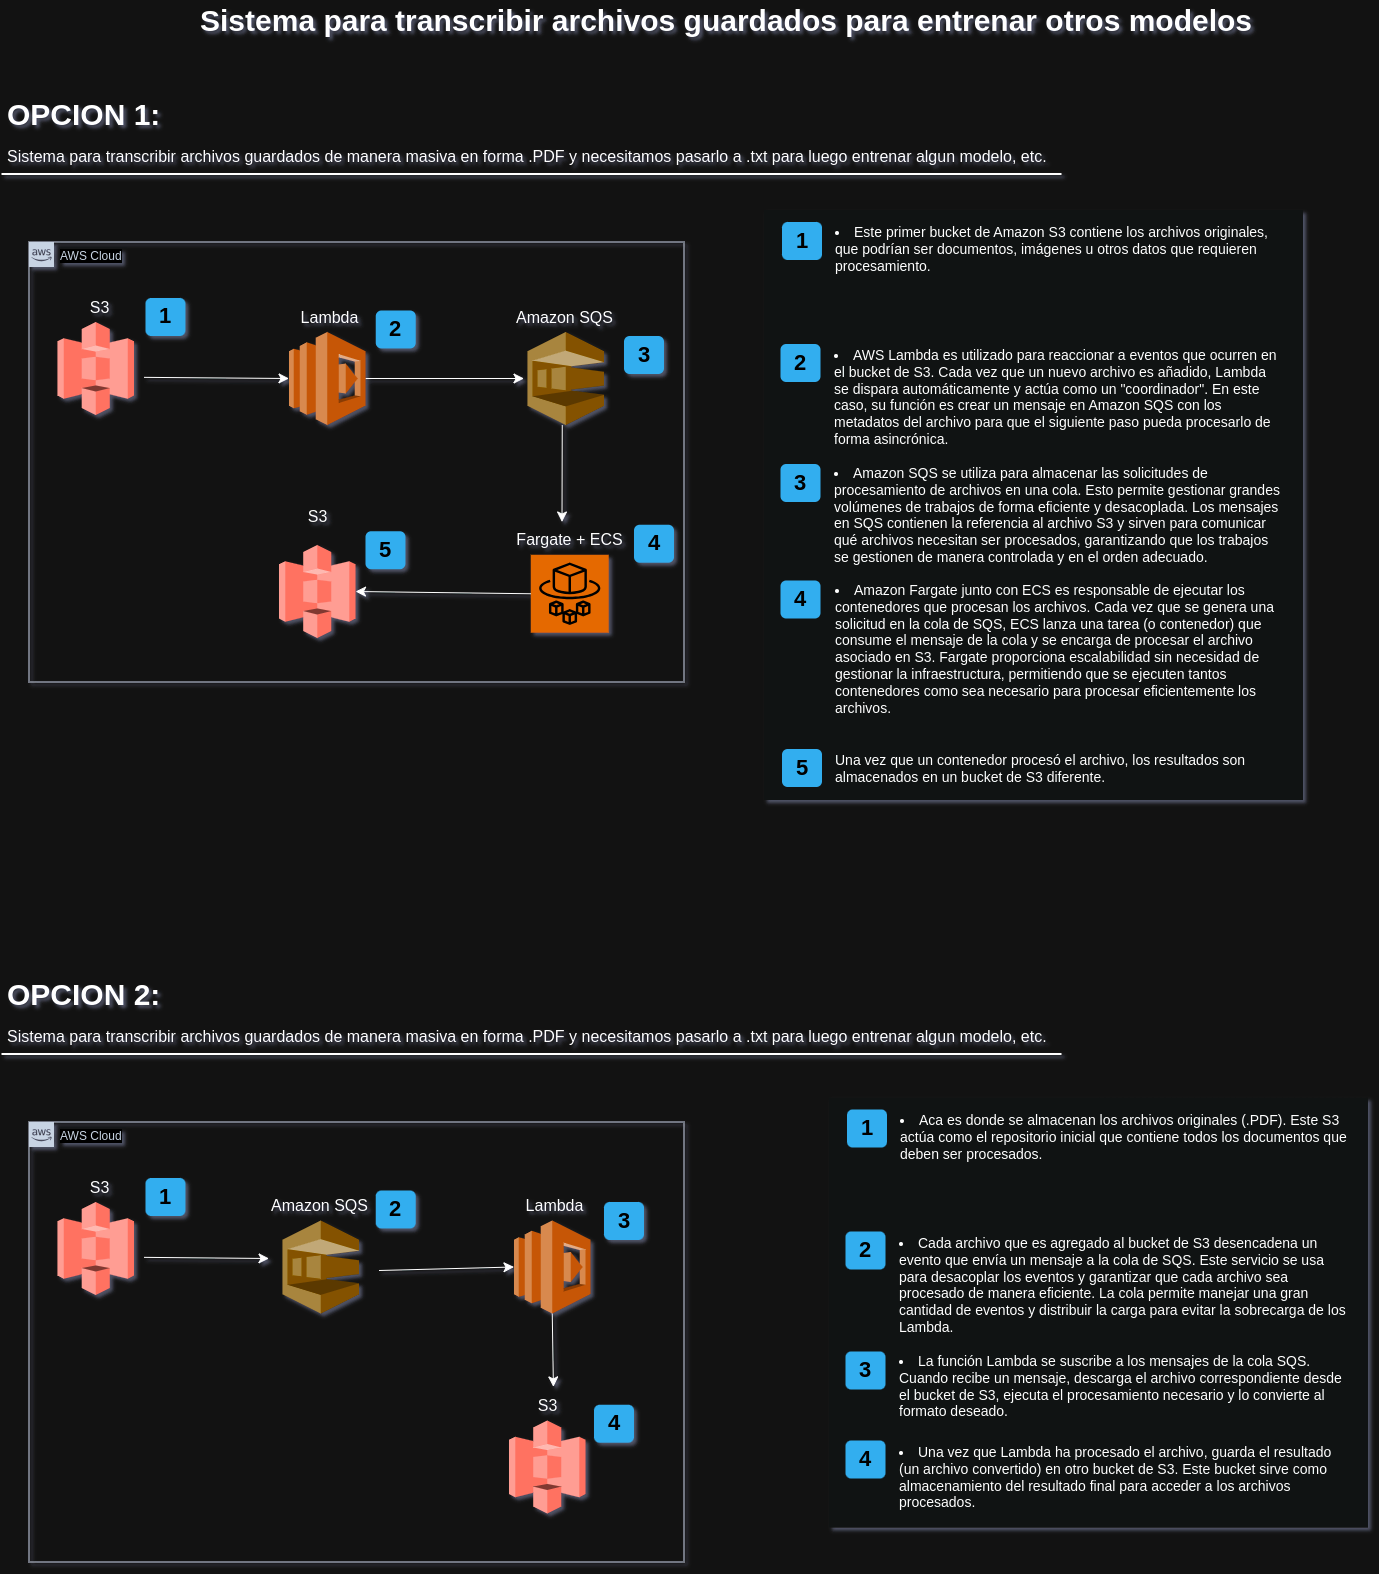 Sistema para transcribir archivos guardados para entrenar otros modelos
OPCION 1:
Sistema para transcribir archivos guardados de manera masiva en forma .PDF y necesitamos pasarlo a .txt para luego entrenar algun modelo, etc.
aws
AWS Cloud
S3
1
Lambda
2
Amazon SQS
3
S3
5
Fargate + ECS
4
1
• Este primer bucket de Amazon S3 contiene los archivos originales,
que podrían ser documentos, imágenes u otros datos que requieren
procesamiento.
2
• AWS Lambda es utilizado para reaccionar a eventos que ocurren en
el bucket de S3. Cada vez que un nuevo archivo es añadido, Lambda
se dispara automáticamente y actúa como un "coordinador". En este
caso, su función es crear un mensaje en Amazon SQS con los
metadatos del archivo para que el siguiente paso pueda procesarlo de
forma asincrónica.
3
• Amazon SQS se utiliza para almacenar las solicitudes de
procesamiento de archivos en una cola. Esto permite gestionar grandes
volúmenes de trabajos de forma eficiente y desacoplada. Los mensajes
en SQS contienen la referencia al archivo S3 y sirven para comunicar
qué archivos necesitan ser procesados, garantizando que los trabajos
se gestionen de manera controlada y en el orden adecuado.
4
• Amazon Fargate junto con ECS es responsable de ejecutar los
contenedores que procesan los archivos. Cada vez que se genera una
solicitud en la cola de SQS, ECS lanza una tarea (o contenedor) que
consume el mensaje de la cola y se encarga de procesar el archivo
asociado en S3. Fargate proporciona escalabilidad sin necesidad de
gestionar la infraestructura, permitiendo que se ejecuten tantos
contenedores como sea necesario para procesar eficientemente los
archivos.
5
Una vez que un contenedor procesó el archivo, los resultados son
almacenados en un bucket de S3 diferente.
OPCION 2:
Sistema para transcribir archivos guardados de manera masiva en forma .PDF y necesitamos pasarlo a .txt para luego entrenar algun modelo, etc.
aws
AWS Cloud
S3
1
Amazon SQS
2
Lambda
3
S3
4
1
• Aca es donde se almacenan los archivos originales (.PDF). Este S3
actúa como el repositorio inicial que contiene todos los documentos que
deben ser procesados.
2
• Cada archivo que es agregado al bucket de S3 desencadena un
evento que envía un mensaje a la cola de SQS. Este servicio se usa
para desacoplar los eventos y garantizar que cada archivo sea
procesado de manera eficiente. La cola permite manejar una gran
cantidad de eventos y distribuir la carga para evitar la sobrecarga de los
Lambda.
3
• La función Lambda se suscribe a los mensajes de la cola SQS.
Cuando recibe un mensaje, descarga el archivo correspondiente desde
el bucket de S3, ejecuta el procesamiento necesario y lo convierte al
formato deseado.
4
• Una vez que Lambda ha procesado el archivo, guarda el resultado
(un archivo convertido) en otro bucket de S3. Este bucket sirve como
almacenamiento del resultado final para acceder a los archivos
procesados.